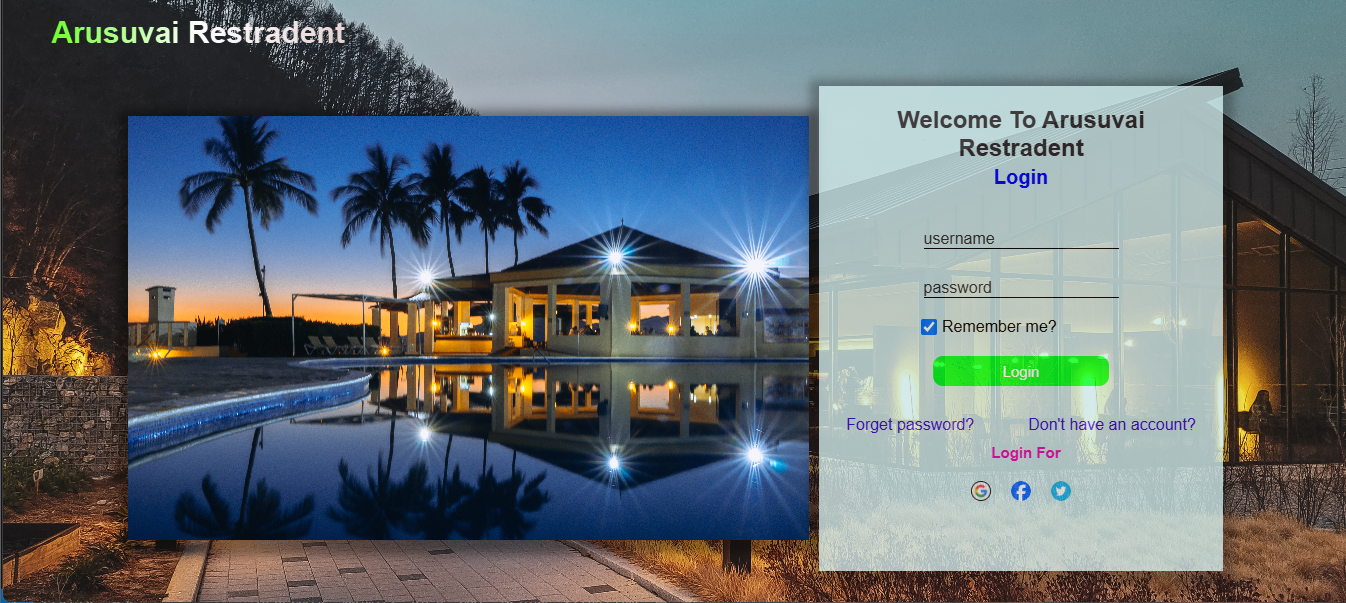 Arusuvai Restradent
Welcome To Arusuvai
Restradent
Login
username
password
Remember me?
Login
Forget password?
Don't have an account?
Login For